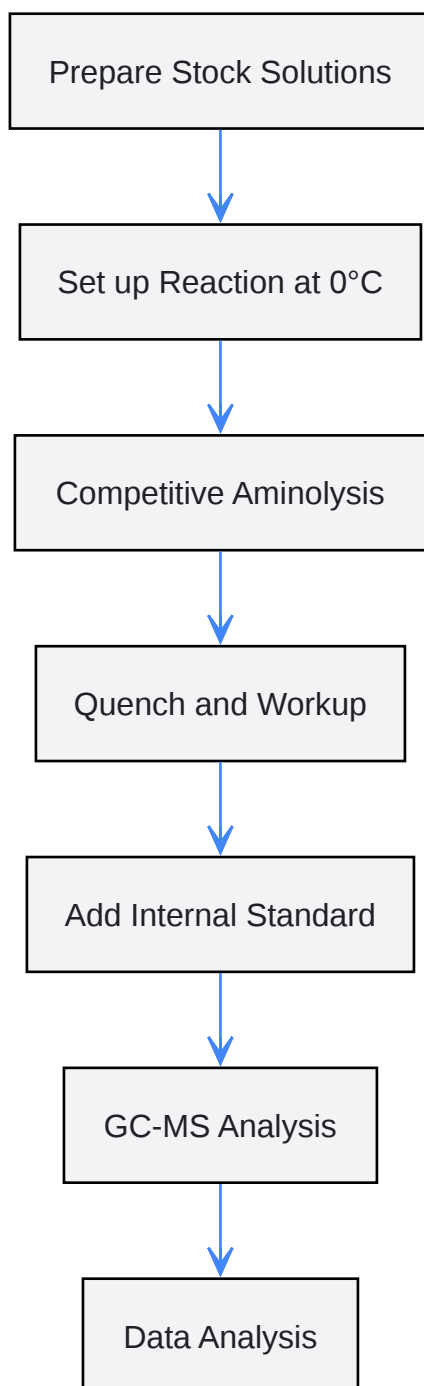 Prepare Stock Solutions
Set up Reaction at 0°C
Competitive Aminolysis
Quench and Workup
Add Internal Standard
GC-MS Analysis
Data Analysis